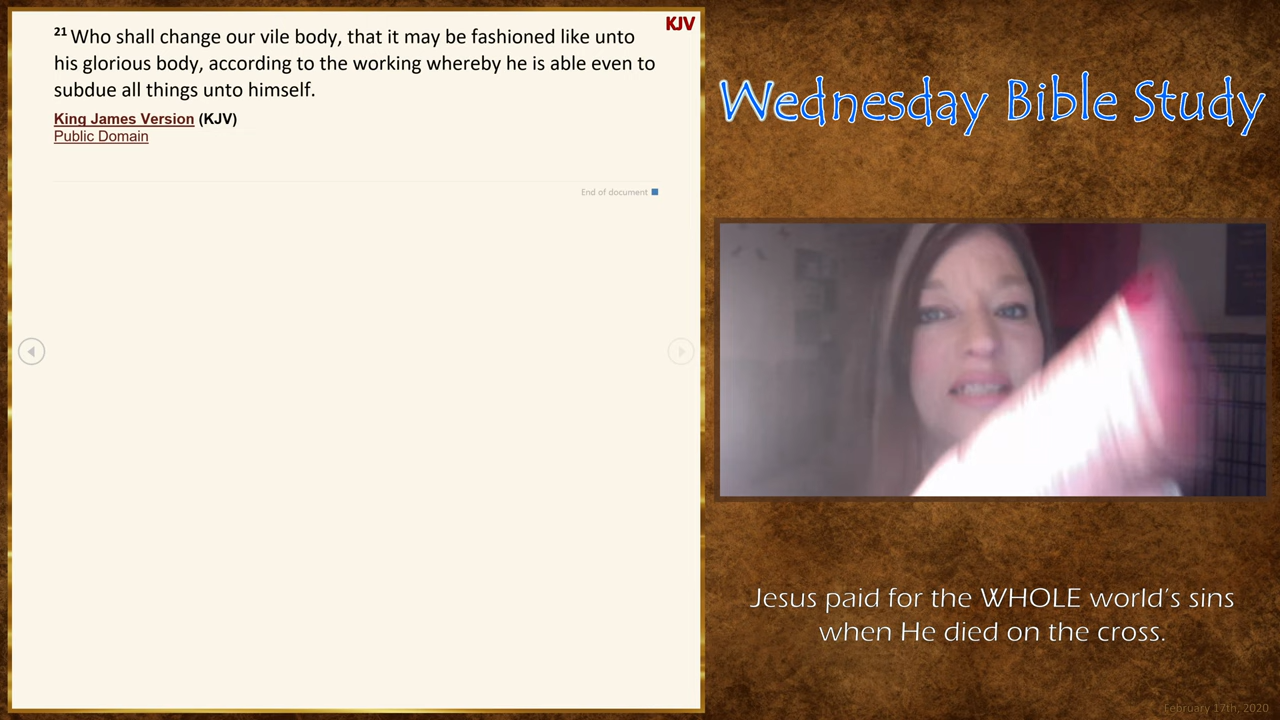 KJV
21 Who shall change our vile body, that it may be fashioned like unto
his glorious body, according to the working whereby he is able even to
subdue all things unto himself.
King James Version (KJV)
Public Domain
End of document
Wednesday Bible Study
Jesus paid for the WHOLE world's sins
when He died on the cross.
February 17th, 2020